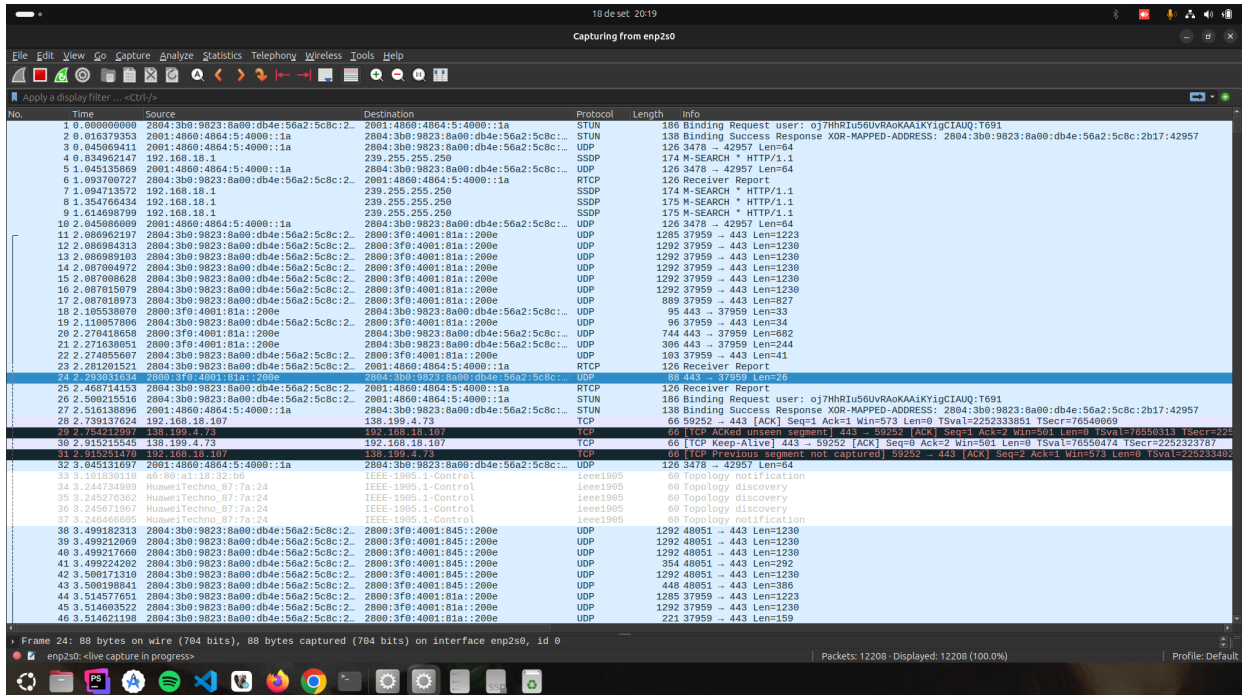 18 de set 20:19
Capturing from enp2s0
File Edit View Go Capture Analyze Statistics Telephony Wireless Tools Help
Apply a display filter … <Ctrl-/>
No. Time Source Destination Protocol Length Info
1 0.000000000 2804:3b0:9823:8a00:db4e:56a2:5c8c:2… 2001:4860:4864:5:4000::1a STUN 186 Binding Request user: oj7HhRIu56UvRAoKAAiKYigCIAUQ:T691
2 0.016379353 2001:4860:4864:5:4000::1a 2804:3b0:9823:8a00:db4e:56a2:5c8c:… STUN 138 Binding Success Response XOR-MAPPED-ADDRESS: 2804:3b0:9823:8a00:db4e:56a2:5c8c:2b17:42957
3 0.045069411 2001:4860:4864:5:4000::1a 2804:3b0:9823:8a00:db4e:56a2:5c8c:… UDP 126 3478 → 42957 Len=64
4 0.834962147 192.168.18.1 239.255.255.250 SSDP 174 M-SEARCH * HTTP/1.1
5 1.045135869 2001:4860:4864:5:4000::1a 2804:3b0:9823:8a00:db4e:56a2:5c8c:… UDP 126 3478 → 42957 Len=64
6 1.093700727 2804:3b0:9823:8a00:db4e:56a2:5c8c:2… 2001:4860:4864:5:4000::1a RTCP 126 Receiver Report
7 1.094713572 192.168.18.1 239.255.255.250 SSDP 174 M-SEARCH * HTTP/1.1
8 1.354766434 192.168.18.1 239.255.255.250 SSDP 175 M-SEARCH * HTTP/1.1
9 1.614698799 192.168.18.1 239.255.255.250 SSDP 175 M-SEARCH * HTTP/1.1
10 2.045086009 2001:4860:4864:5:4000::1a 2804:3b0:9823:8a00:db4e:56a2:5c8c:… UDP 126 3478 → 42957 Len=64
11 2.086962197 2804:3b0:9823:8a00:db4e:56a2:5c8c:2… 2800:3f0:4001:81a::200e UDP 1285 37959 → 443 Len=1223
12 2.086984313 2804:3b0:9823:8a00:db4e:56a2:5c8c:2… 2800:3f0:4001:81a::200e UDP 1292 37959 → 443 Len=1230
13 2.086989103 2804:3b0:9823:8a00:db4e:56a2:5c8c:2… 2800:3f0:4001:81a::200e UDP 1292 37959 → 443 Len=1230
14 2.087004972 2804:3b0:9823:8a00:db4e:56a2:5c8c:2… 2800:3f0:4001:81a::200e UDP 1292 37959 → 443 Len=1230
15 2.087008628 2804:3b0:9823:8a00:db4e:56a2:5c8c:2… 2800:3f0:4001:81a::200e UDP 1292 37959 → 443 Len=1230
16 2.087015079 2804:3b0:9823:8a00:db4e:56a2:5c8c:2… 2800:3f0:4001:81a::200e UDP 1292 37959 → 443 Len=1230
17 2.087018973 2804:3b0:9823:8a00:db4e:56a2:5c8c:2… 2800:3f0:4001:81a::200e UDP 889 37959 → 443 Len=827
18 2.105538070 2800:3f0:4001:81a::200e 2804:3b0:9823:8a00:db4e:56a2:5c8c:… UDP 95 443 → 37959 Len=33
19 2.110057806 2804:3b0:9823:8a00:db4e:56a2:5c8c:2… 2800:3f0:4001:81a::200e UDP 96 37959 → 443 Len=34
20 2.270418658 2800:3f0:4001:81a::200e 2804:3b0:9823:8a00:db4e:56a2:5c8c:… UDP 744 443 → 37959 Len=682
21 2.271638051 2800:3f0:4001:81a::200e 2804:3b0:9823:8a00:db4e:56a2:5c8c:… UDP 306 443 → 37959 Len=244
22 2.274055607 2804:3b0:9823:8a00:db4e:56a2:5c8c:2… 2800:3f0:4001:81a::200e UDP 103 37959 → 443 Len=41
23 2.281201521 2804:3b0:9823:8a00:db4e:56a2:5c8c:2… 2001:4860:4864:5:4000::1a RTCP 126 Receiver Report
24 2.293031634 2800:3f0:4001:81a::200e 2804:3b0:9823:8a00:db4e:56a2:5c8c:… UDP 88 443 → 37959 Len=26
25 2.468714153 2804:3b0:9823:8a00:db4e:56a2:5c8c:2… 2001:4860:4864:5:4000::1a RTCP 126 Receiver Report
26 2.500215516 2804:3b0:9823:8a00:db4e:56a2:5c8c:2… 2001:4860:4864:5:4000::1a STUN 186 Binding Request user: oj7HhRIu56UvRAoKAAiKYigCIAUQ:T691
27 2.516138896 2001:4860:4864:5:4000::1a 2804:3b0:9823:8a00:db4e:56a2:5c8c:… STUN 138 Binding Success Response XOR-MAPPED-ADDRESS: 2804:3b0:9823:8a00:db4e:56a2:5c8c:2b17:42957
28 2.739137624 192.168.18.107 138.199.4.73 TCP 66 59252 → 443 [ACK] Seq=1 Ack=1 Win=573 Len=0 TSval=2252333851 TSecr=76540069
29 2.754212997 138.199.4.73 192.168.18.107 TCP 66 [TCP ACKed unseen segment] 443 → 59252 [ACK] Seq=1 Ack=2 Win=501 Len=0 TSval=76550313 TSecr=225
30 2.915215545 138.199.4.73 192.168.18.107 TCP 66 [TCP Keep-Alive] 443 → 59252 [ACK] Seq=0 Ack=2 Win=501 Len=0 TSval=76550474 TSecr=2252323787
31 2.915251470 192.168.18.107 138.199.4.73 TCP 66 [TCP Previous segment not captured] 59252 → 443 [ACK] Seq=2 Ack=1 Win=573 Len=0 TSval=225233402
32 3.045131697 2001:4860:4864:5:4000::1a 2804:3b0:9823:8a00:db4e:56a2:5c8c:… UDP 126 3478 → 42957 Len=64
33 3.101830110 a6:80:a1:18:32:b6 IEEE-1905.1-Control ieee1905 60 Topology notification
34 3.244734989 HuaweiTechno_87:7a:24 IEEE-1905.1-Control ieee1905 60 Topology discovery
35 3.245276362 HuaweiTechno_87:7a:24 IEEE-1905.1-Control ieee1905 60 Topology discovery
36 3.245671967 HuaweiTechno_87:7a:24 IEEE-1905.1-Control ieee1905 60 Topology discovery
37 3.246466605 HuaweiTechno_87:7a:24 IEEE-1905.1-Control ieee1905 60 Topology notification
38 3.499182313 2804:3b0:9823:8a00:db4e:56a2:5c8c:2… 2800:3f0:4001:845::200e UDP 1292 48051 → 443 Len=1230
39 3.499212069 2804:3b0:9823:8a00:db4e:56a2:5c8c:2… 2800:3f0:4001:845::200e UDP 1292 48051 → 443 Len=1230
40 3.499217660 2804:3b0:9823:8a00:db4e:56a2:5c8c:2… 2800:3f0:4001:845::200e UDP 1292 48051 → 443 Len=1230
41 3.499224202 2804:3b0:9823:8a00:db4e:56a2:5c8c:2… 2800:3f0:4001:845::200e UDP 354 48051 → 443 Len=292
42 3.500171310 2804:3b0:9823:8a00:db4e:56a2:5c8c:2… 2800:3f0:4001:845::200e UDP 1292 48051 → 443 Len=1230
43 3.500198841 2804:3b0:9823:8a00:db4e:56a2:5c8c:2… 2800:3f0:4001:845::200e UDP 448 48051 → 443 Len=386
44 3.514577651 2804:3b0:9823:8a00:db4e:56a2:5c8c:2… 2800:3f0:4001:81a::200e UDP 1285 37959 → 443 Len=1223
45 3.514603522 2804:3b0:9823:8a00:db4e:56a2:5c8c:2… 2800:3f0:4001:81a::200e UDP 1292 37959 → 443 Len=1230
46 3.514621198 2804:3b0:9823:8a00:db4e:56a2:5c8c:2… 2800:3f0:4001:81a::200e UDP 221 37959 → 443 Len=159
Frame 24: 88 bytes on wire (704 bits), 88 bytes captured (704 bits) on interface enp2s0, id 0
enp2s0: <live capture in progress> Packets: 12208 · Displayed: 12208 (100.0%) Profile: Default
PS
SSD